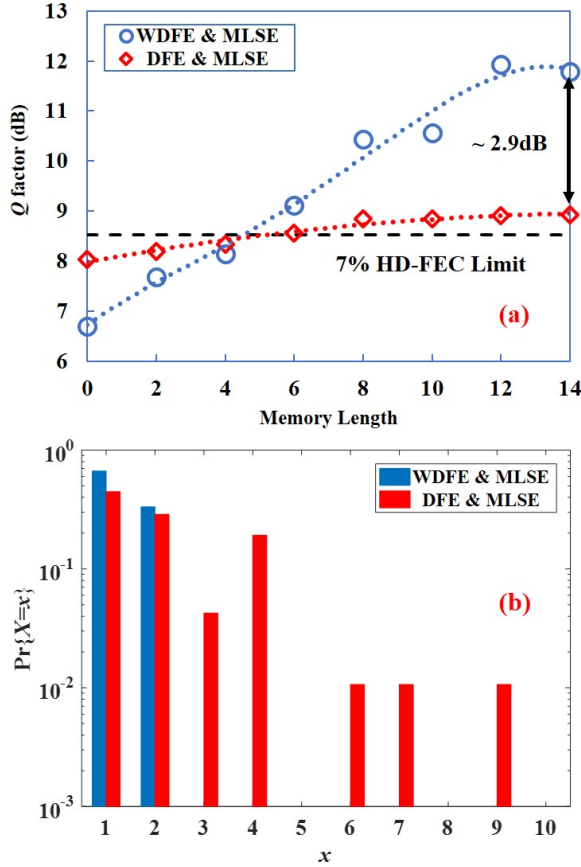 13
12
11
10
9
8
7
6
Q factor (dB)
WDFE & MLSE
DFE & MLSE
~ 2.9dB
7% HD-FEC Limit
(a)
0 2 4 6 8 10 12 14
Memory Length
10^0
10^-1
10^-2
10^-3
Pr{X=x}
WDFE & MLSE
DFE & MLSE
(b)
1 2 3 4 5 6 7 8 9 10
x